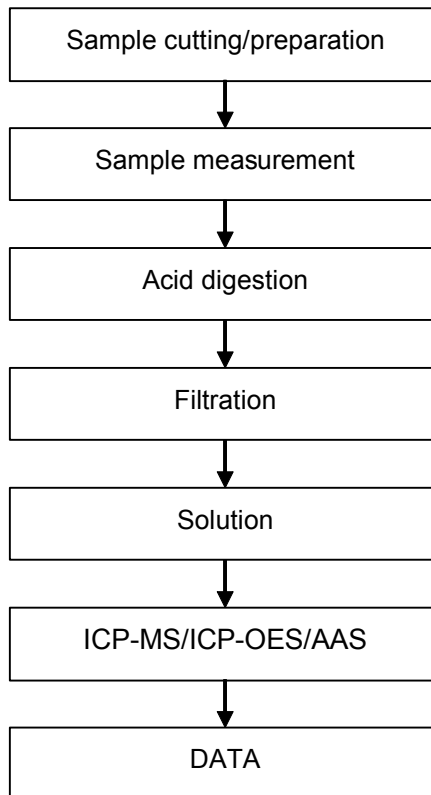 Sample cutting/preparation
Sample measurement
Acid digestion
Filtration
Solution
ICP-MS/ICP-OES/AAS
DATA